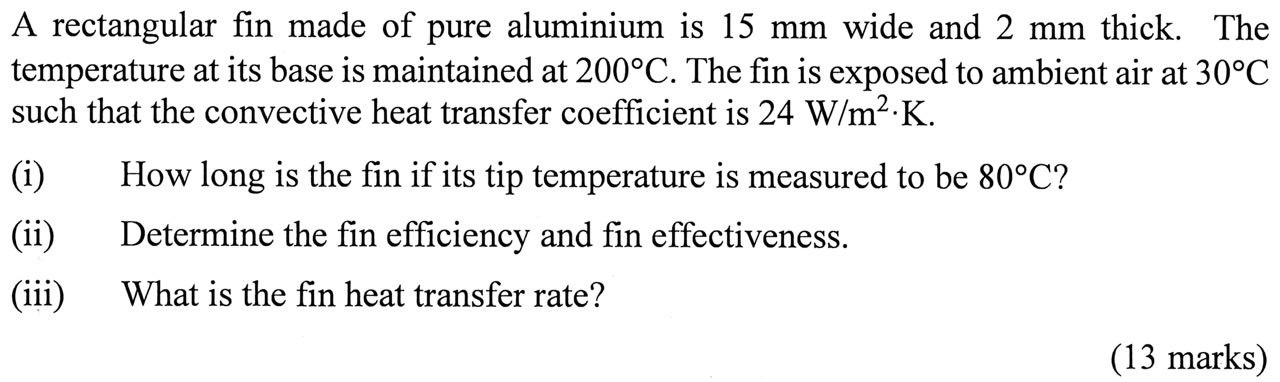 A rectangular fin made of pure aluminium is 15 mm wide and 2 mm thick. The
temperature at its base is maintained at 200°C. The fin is exposed to ambient air at 30°C
such that the convective heat transfer coefficient is 24 W/m²·K.
(i) How long is the fin if its tip temperature is measured to be 80°C?
(ii) Determine the fin efficiency and fin effectiveness.
(iii) What is the fin heat transfer rate?
(13 marks)